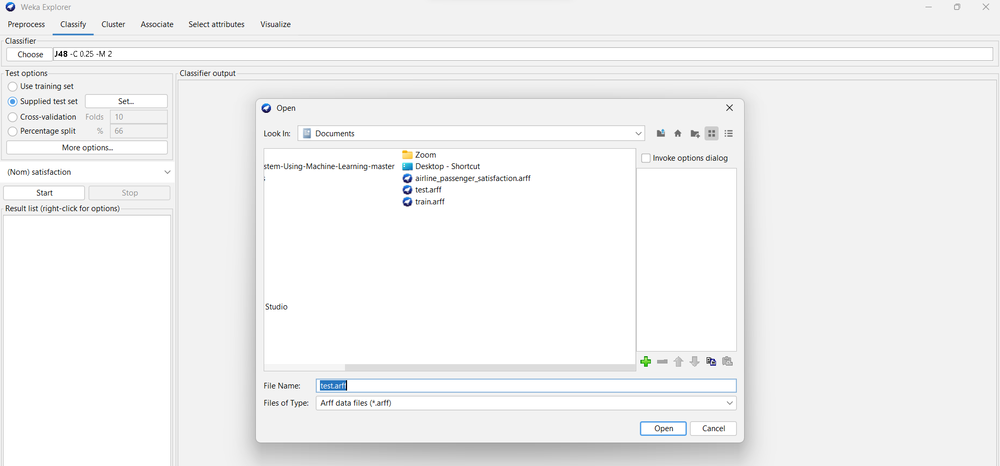 Weka Explorer
Preprocess Classify Cluster Associate Select attributes Visualize
Classifier
Choose J48 -C 0.25 -M 2
Test options
Use training set
Supplied test set Set...
Cross-validation Folds 10
Percentage split % 66
More options...
(Nom) satisfaction
Start Stop
Result list (right-click for options)
Classifier output
Open
Look In: Documents
Zoom
stem-Using-Machine-Learning-master Desktop - Shortcut
s airline_passenger_satisfaction.arff
test.arff
train.arff
Studio
Invoke options dialog
File Name: test.arff
Files of Type: Arff data files (*.arff)
Open Cancel